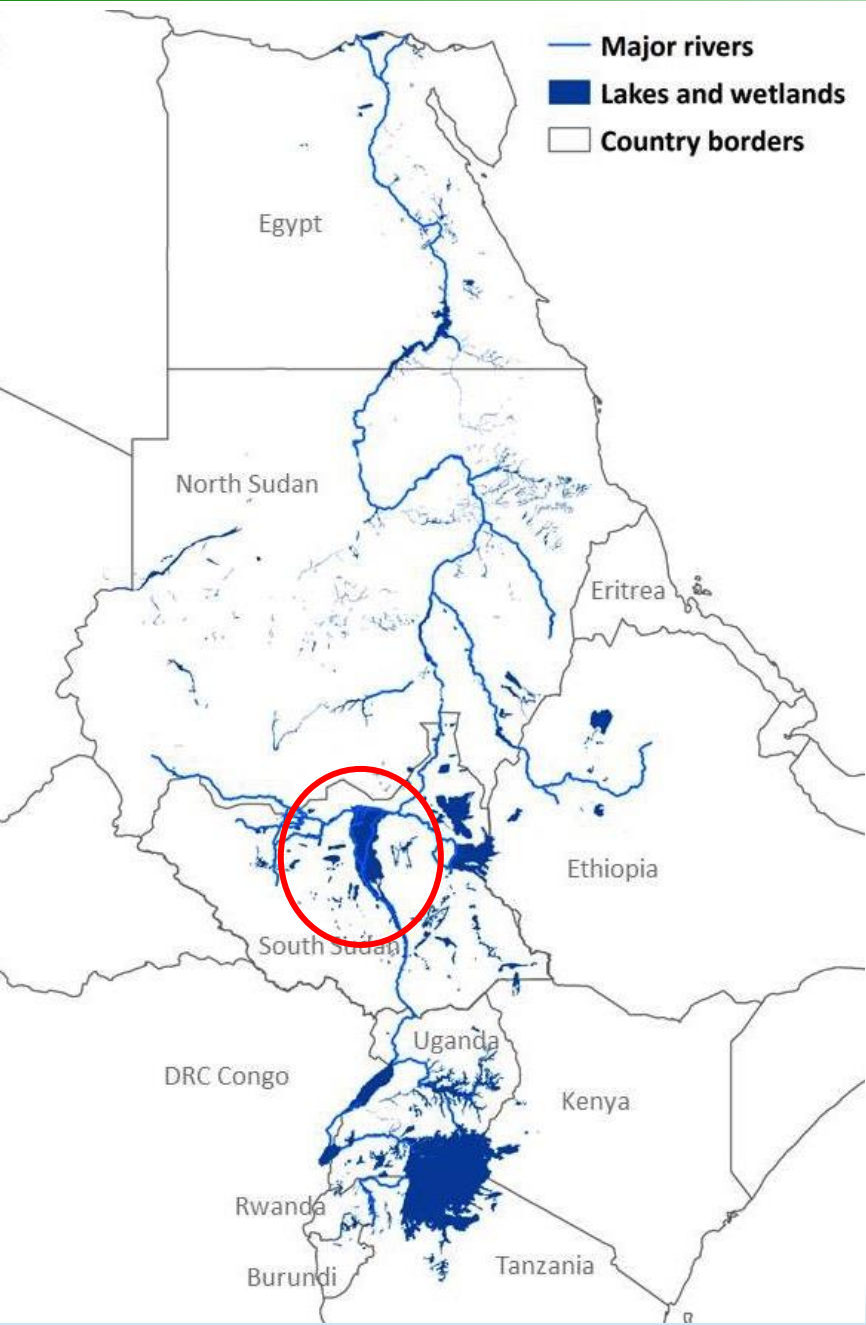 Major rivers
Lakes and wetlands
Country borders
Egypt
North Sudan
Eritrea
Ethiopia
South Sudan
Uganda
DRC Congo
Kenya
Rwanda
Tanzania
Burundi